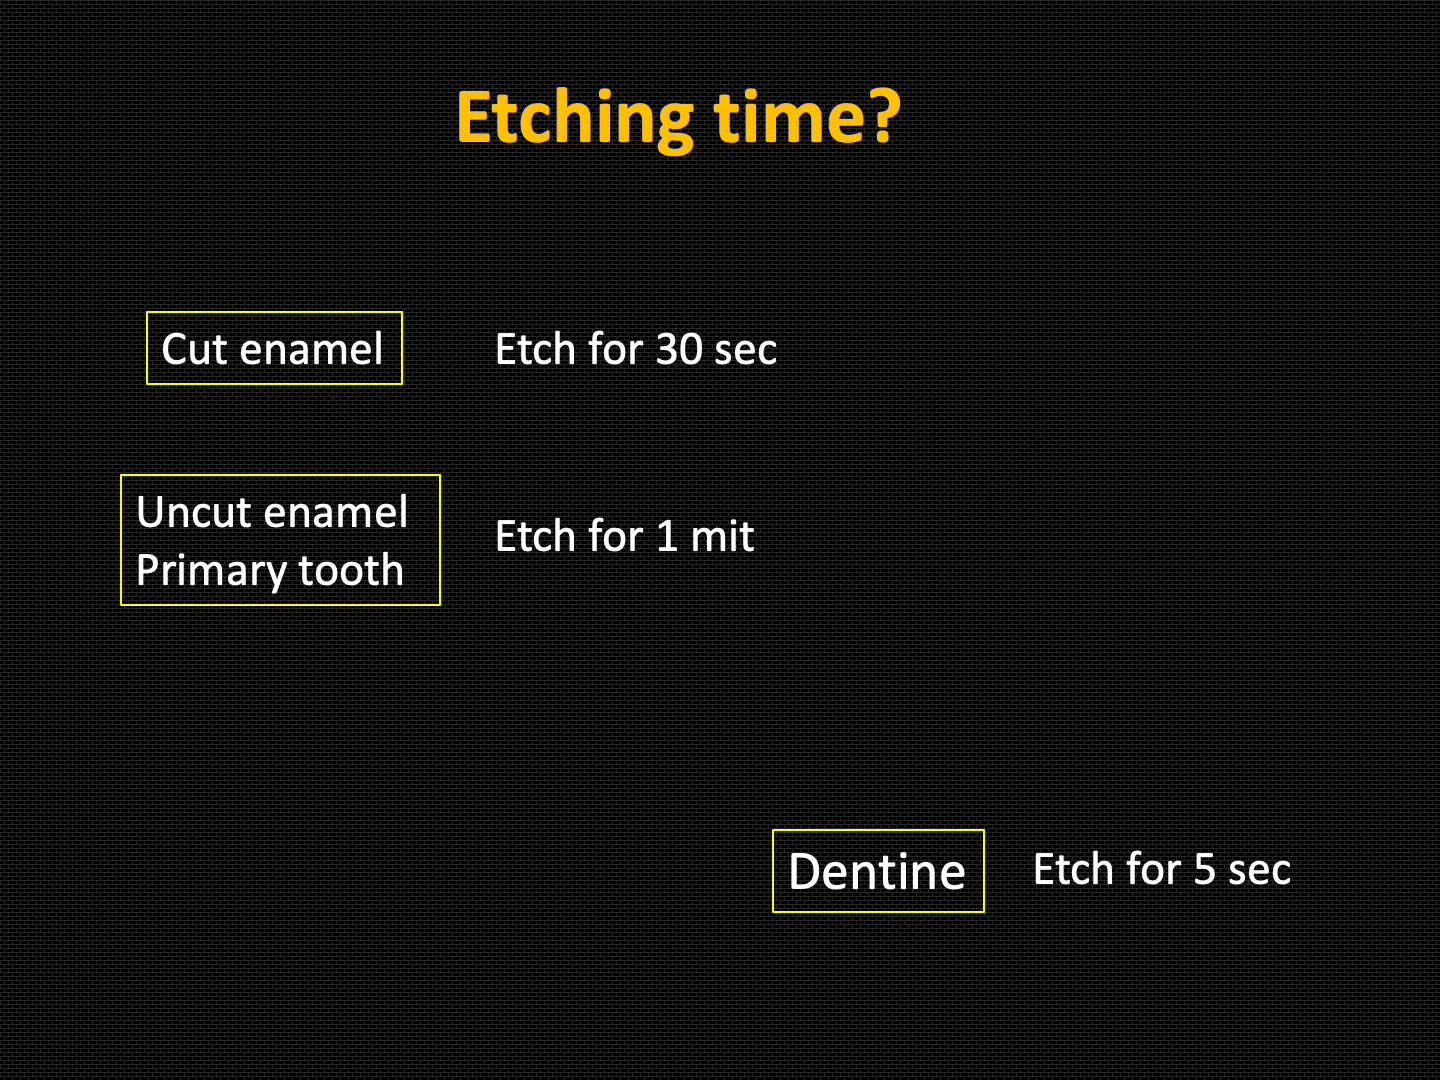 Etching time?
Cut enamel
Etch for 30 sec
Uncut enamel
Primary tooth
Etch for 1 mit
Dentine
Etch for 5 sec